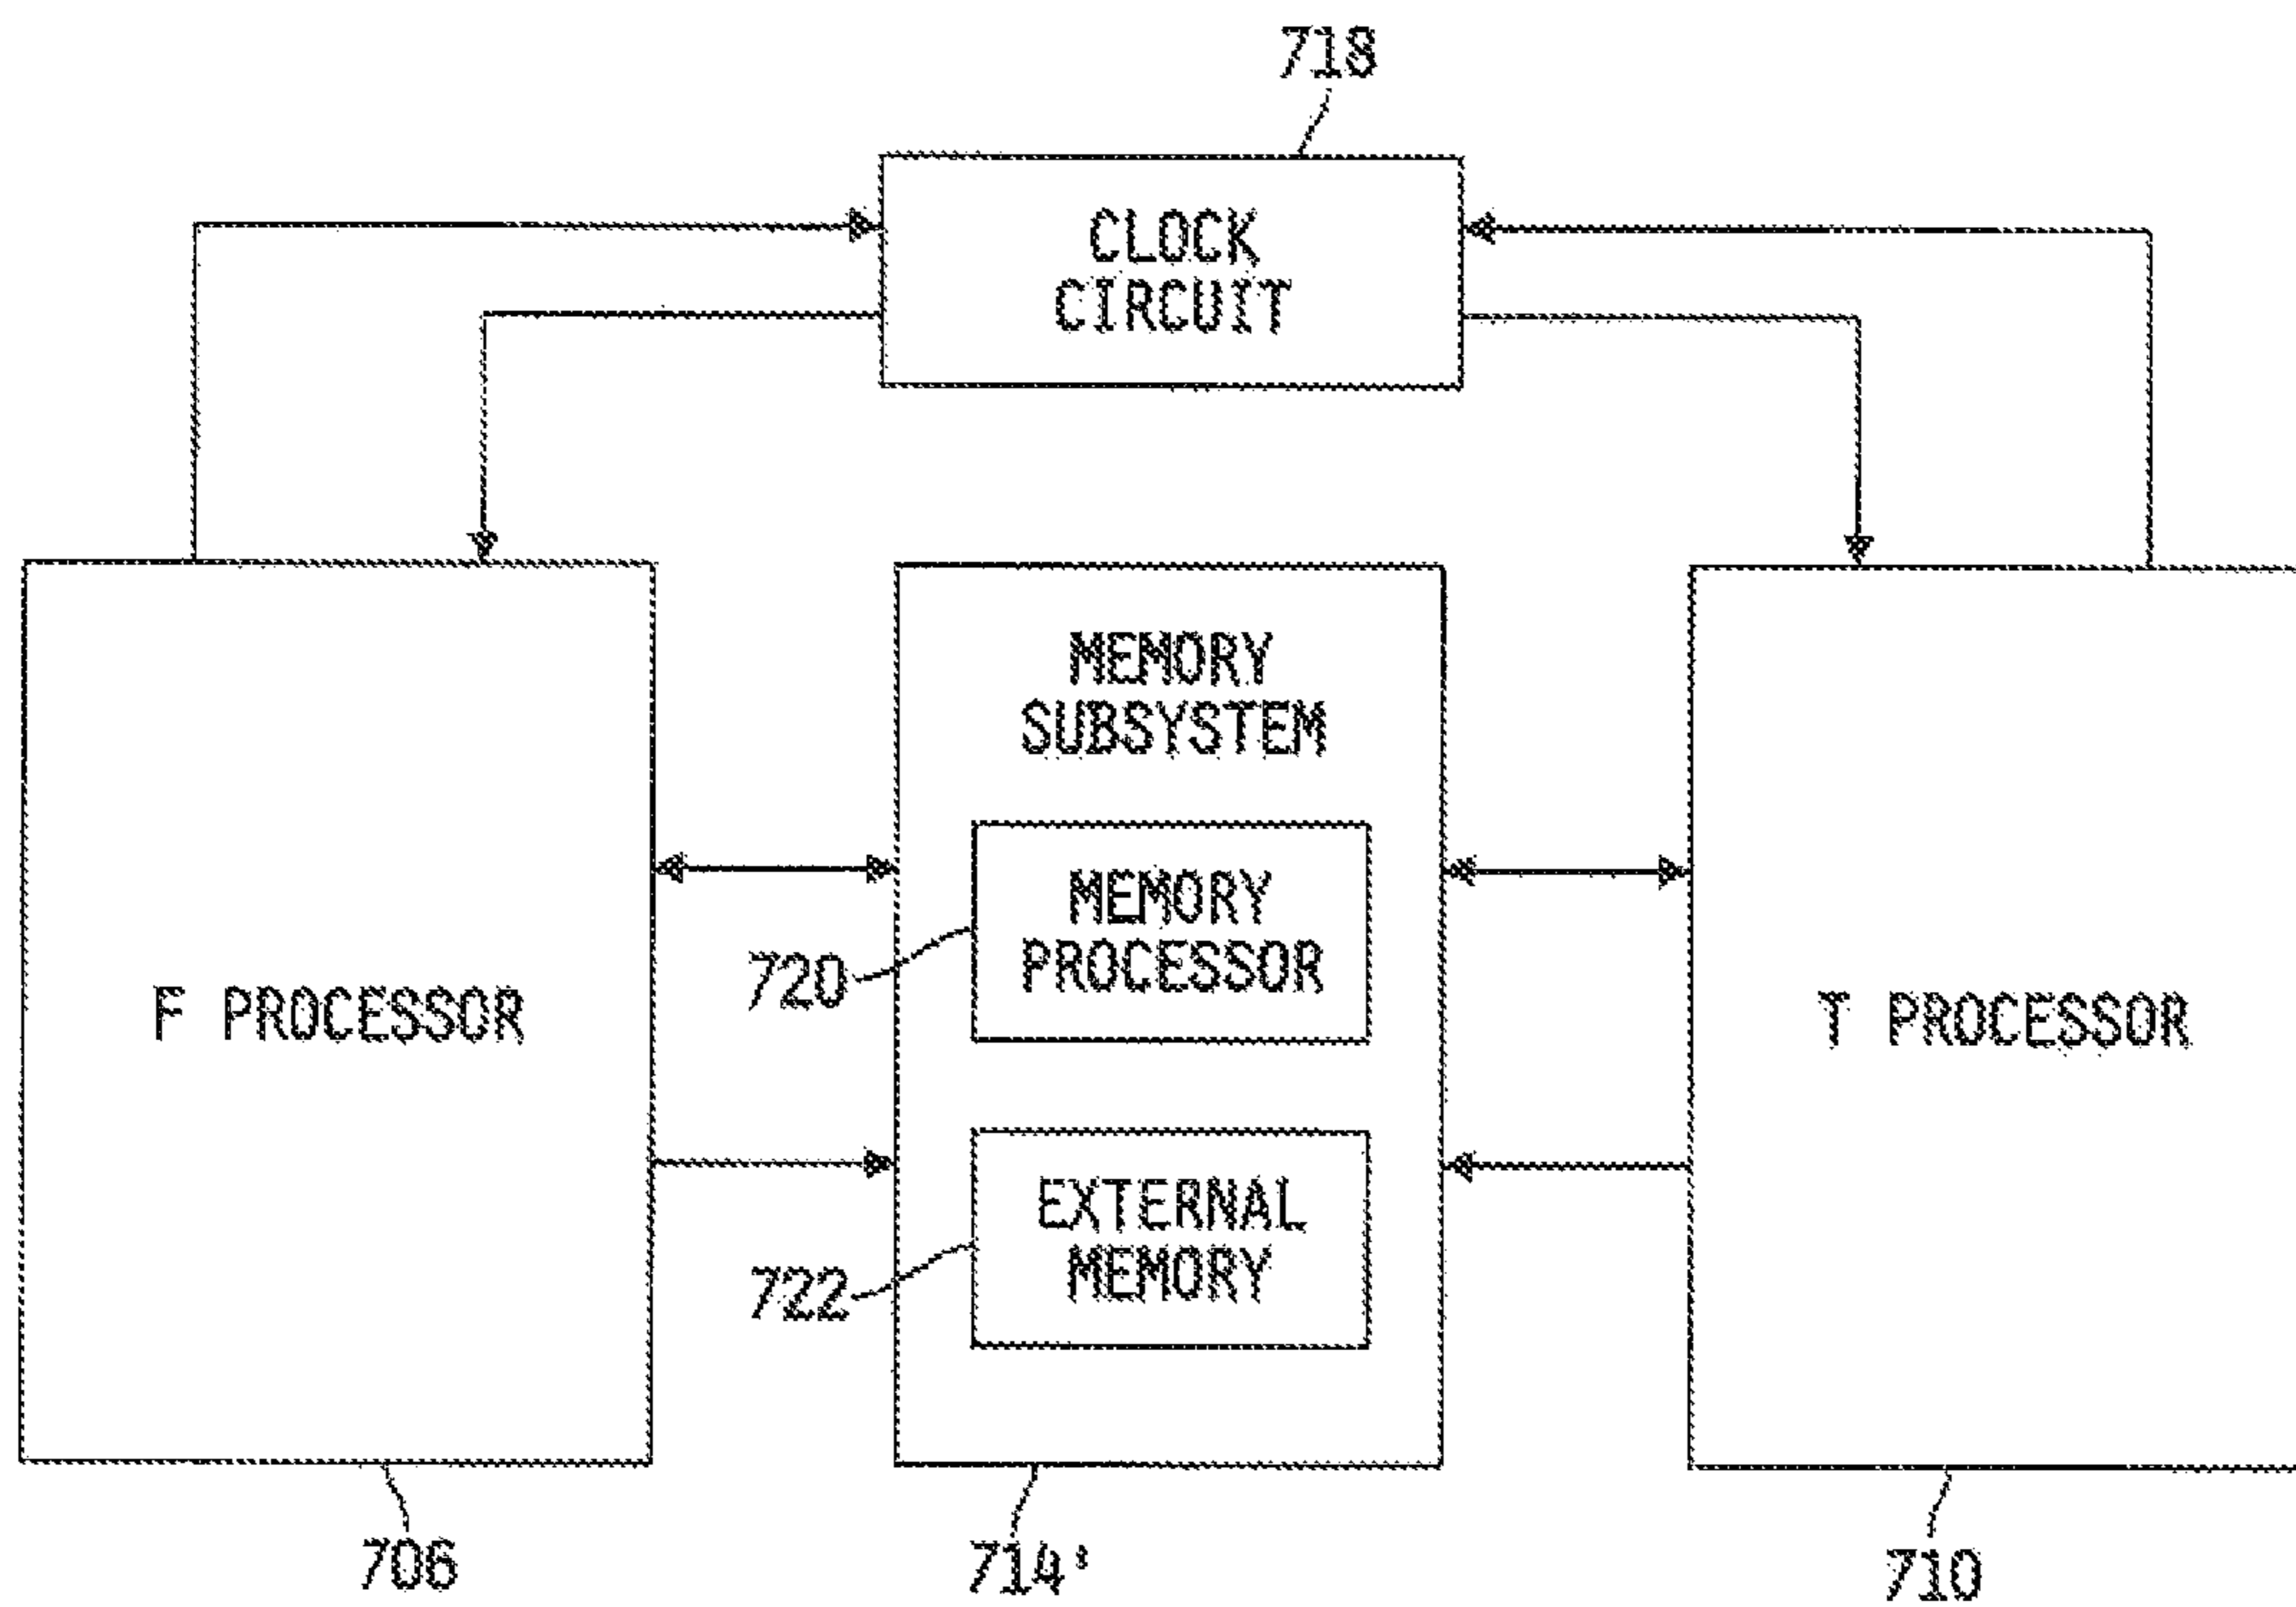 718
CLOCK
CIRCUIT
MEMORY
SUBSYSTEM
MEMORY
PROCESSOR
720
F PROCESSOR
T PROCESSOR
EXTERNAL
MEMORY
722
706
714'
710